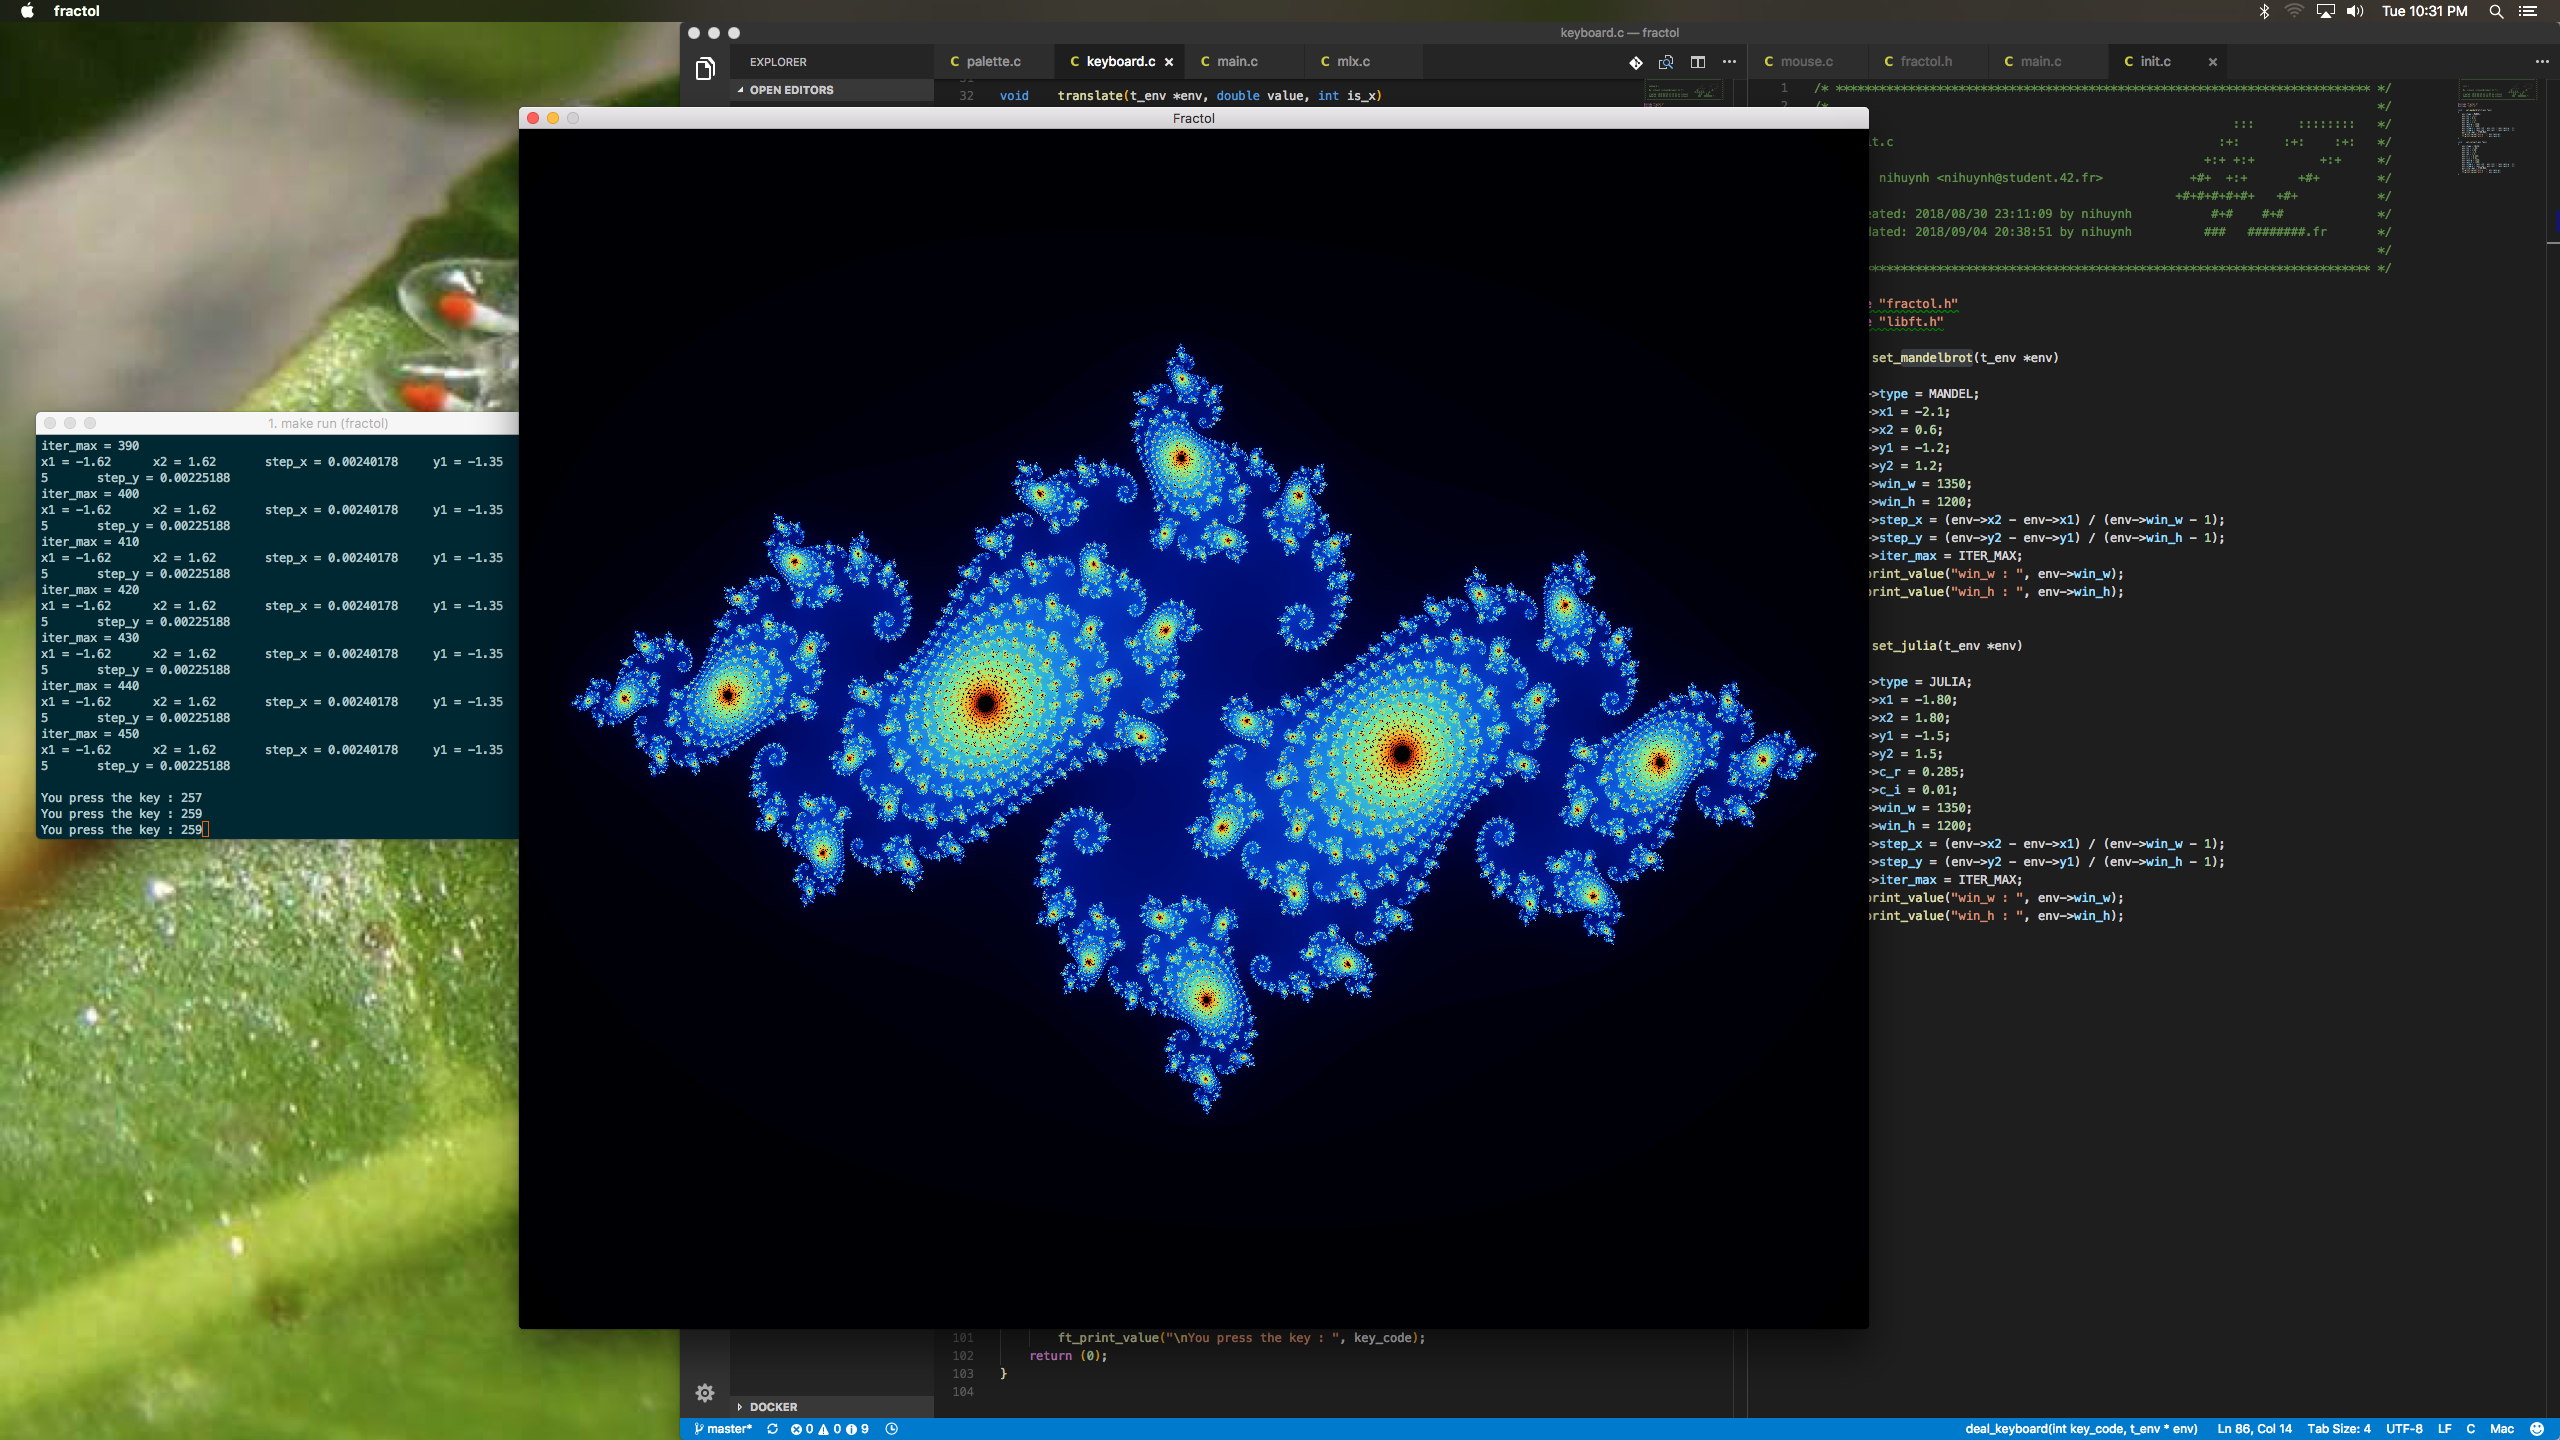 fractol
Tue 10:31 PM
keyboard.c — fractol
EXPLORER
OPEN EDITORS
C palette.c
C keyboard.c ×
C main.c
C mlx.c
C mouse.c
C fractol.h
C main.c
C init.c ×
32 void translate(t_env *env, double value, int is_x)
Fractol
1 /* ************************************************************************** */
2 /* */
::: :::::::: */
it.c :+: :+: :+: */
+:+ +:+ +:+ */
nihuynh <nihuynh@student.42.fr> +#+ +:+ +#+ */
+#+#+#+#+#+ +#+ */
eated: 2018/08/30 23:11:09 by nihuynh #+# #+# */
dated: 2018/09/04 20:38:51 by nihuynh ### ########.fr */
*/
************************************************************************** */
e "fractol.h"
e "libft.h"
set_mandelbrot(t_env *env)
>type = MANDEL;
>x1 = -2.1;
>x2 = 0.6;
>y1 = -1.2;
>y2 = 1.2;
>win_w = 1350;
>win_h = 1200;
>step_x = (env->x2 - env->x1) / (env->win_w - 1);
>step_y = (env->y2 - env->y1) / (env->win_h - 1);
>iter_max = ITER_MAX;
rint_value("win_w : ", env->win_w);
rint_value("win_h : ", env->win_h);
set_julia(t_env *env)
>type = JULIA;
>x1 = -1.80;
>x2 = 1.80;
>y1 = -1.5;
>y2 = 1.5;
>c_r = 0.285;
>c_i = 0.01;
>win_w = 1350;
>win_h = 1200;
>step_x = (env->x2 - env->x1) / (env->win_w - 1);
>step_y = (env->y2 - env->y1) / (env->win_h - 1);
>iter_max = ITER_MAX;
rint_value("win_w : ", env->win_w);
rint_value("win_h : ", env->win_h);
1. make run (fractol)
iter_max = 390
x1 = -1.62 x2 = 1.62 step_x = 0.00240178 y1 = -1.35
5 step_y = 0.00225188
iter_max = 400
x1 = -1.62 x2 = 1.62 step_x = 0.00240178 y1 = -1.35
5 step_y = 0.00225188
iter_max = 410
x1 = -1.62 x2 = 1.62 step_x = 0.00240178 y1 = -1.35
5 step_y = 0.00225188
iter_max = 420
x1 = -1.62 x2 = 1.62 step_x = 0.00240178 y1 = -1.35
5 step_y = 0.00225188
iter_max = 430
x1 = -1.62 x2 = 1.62 step_x = 0.00240178 y1 = -1.35
5 step_y = 0.00225188
iter_max = 440
x1 = -1.62 x2 = 1.62 step_x = 0.00240178 y1 = -1.35
5 step_y = 0.00225188
iter_max = 450
x1 = -1.62 x2 = 1.62 step_x = 0.00240178 y1 = -1.35
5 step_y = 0.00225188
You press the key : 257
You press the key : 259
You press the key : 259
101 ft_print_value("\nYou press the key : ", key_code);
102 return (0);
103 }
104
DOCKER
master* 0 0 9
deal_keyboard(int key_code, t_env * env) Ln 86, Col 14 Tab Size: 4 UTF-8 LF C Mac